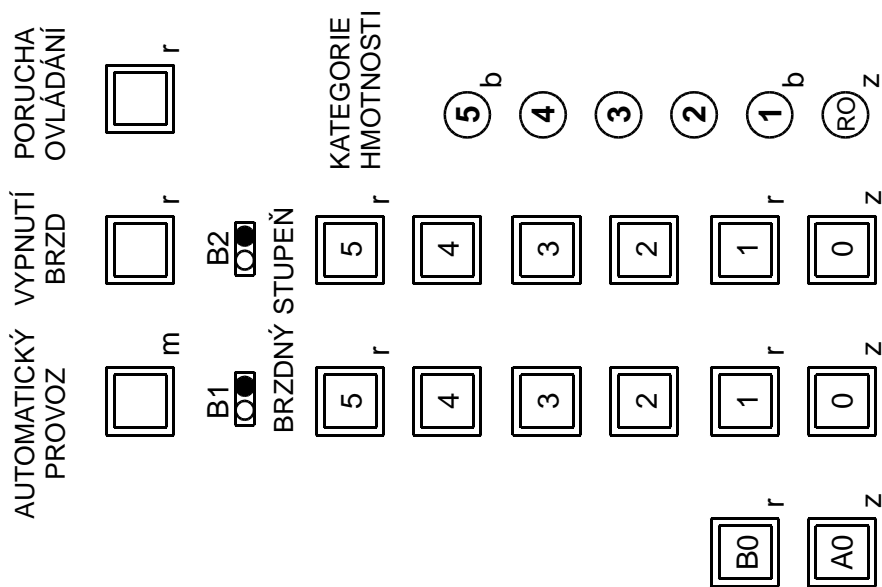 AUTOMATICKÝ VYPNUTÍ PORUCHA
PROVOZ BRZD OVLÁDÁNÍ
m r r
B1 B2
BRZDNÝ STUPEŇ
KATEGORIE
HMOTNOSTI
5 5
r r
4 4 5
b
3 3 4
2 2 3
2
B0 1 1 1
r r r b
A0 0 0 RO
z z z z